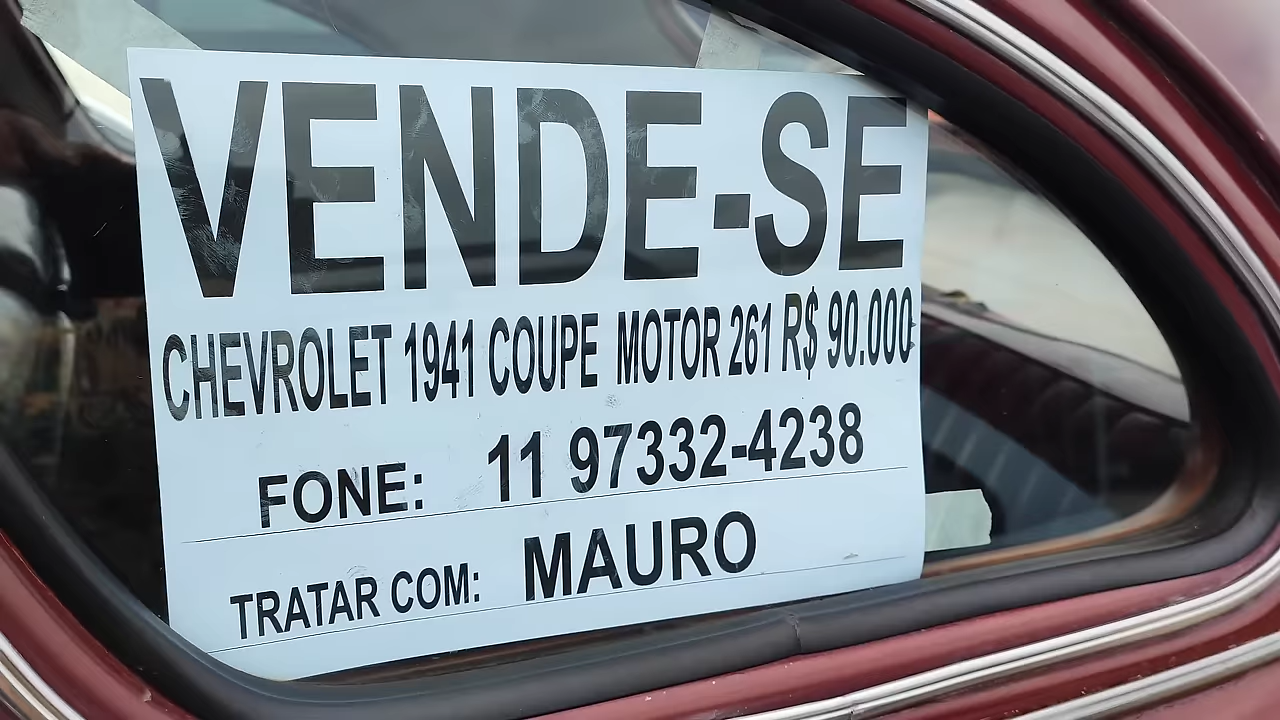 VENDE-SE
CHEVROLET 1941 COUPE MOTOR 261 R$ 90.000
FONE: 11 97332-4238
TRATAR COM: MAURO